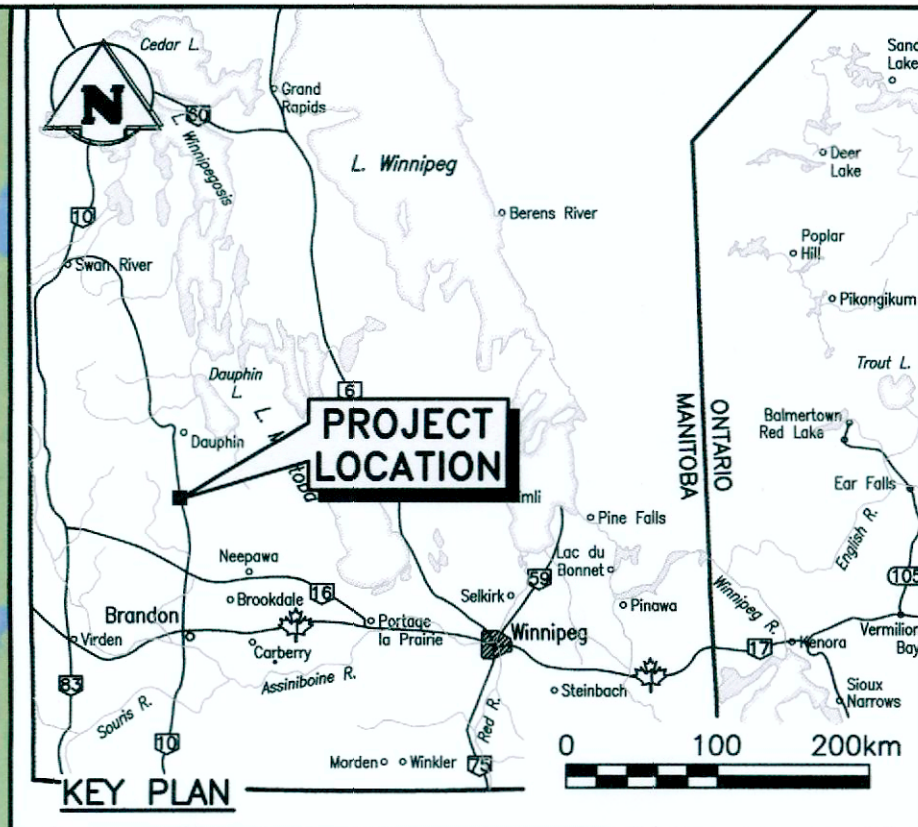 Cedar L.
N
Grand
Rapids
60
L. Winnipegosis
L. Winnipeg
10
Swan River
Berens River
Sand
Lake
Deer
Lake
Poplar
Hill
Pikangikum
Trout L.
Dauphin
L.
L.
6
PROJECT
LOCATION
Dauphin
MANITOBA
ONTARIO
Balmertown
Red Lake
Ear Falls
English R.
105
Pine Falls
Lac du
Bonnet
59
Neepawa
16
Brookdale
Selkirk
Pinawa
Winnipeg R.
Brandon
Portage
la Prairie
Winnipeg
17
Kenora
Vermilion
Bay
Virden
Carberry
Assiniboine R.
Steinbach
Sioux
Narrows
83
Souris R.
10
Red R.
75
Morden
Winkler
0 100 200km
KEY PLAN